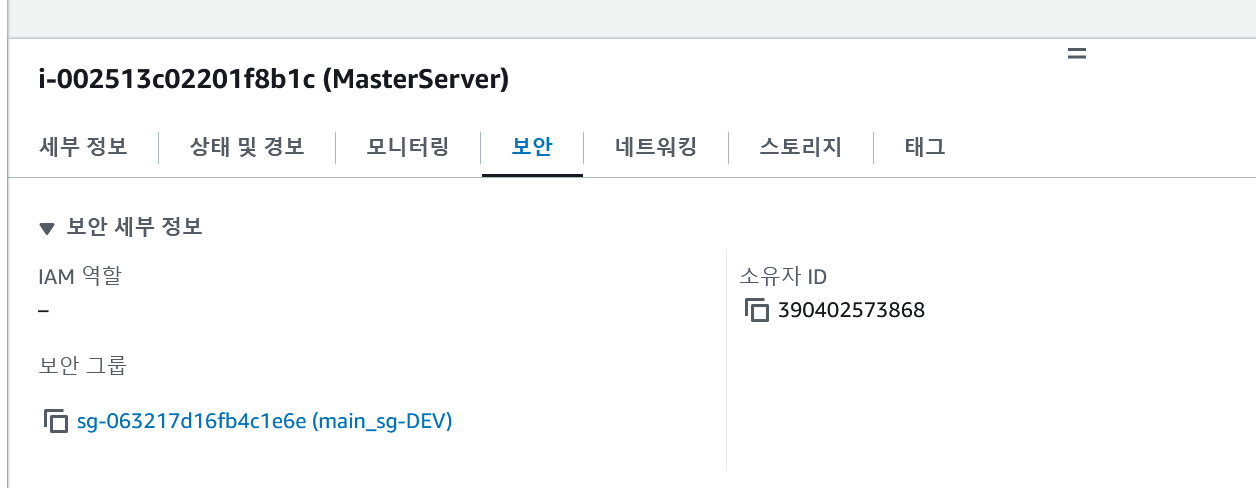 i-002513c02201f8b1c (MasterServer)
세부 정보 상태 및 경보 모니터링 보안 네트워킹 스토리지 태그
보안 세부 정보
IAM 역할
–
소유자 ID
390402573868
보안 그룹
sg-063217d16fb4c1e6e (main_sg-DEV)